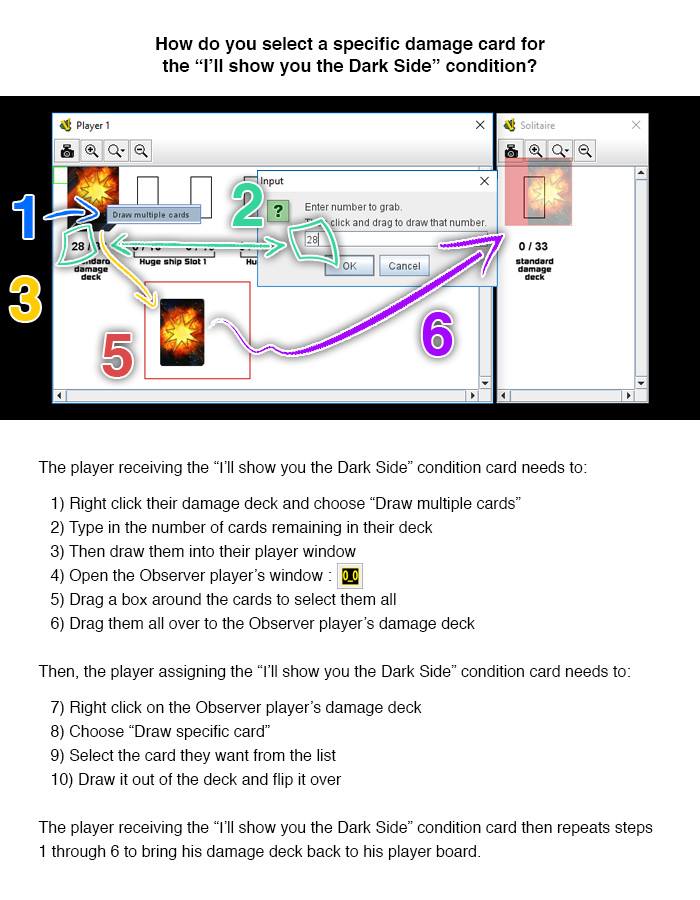 How do you select a specific damage card for
the “I’ll show you the Dark Side” condition?
Player 1
Solitaire
Input
Enter number to grab.
click and drag to draw that number.
Draw multiple cards
28
OK
Cancel
1
2
3
5
6
28 /
damage
deck
Huge ship Slot 1
Hu
0 / 33
standard
damage
deck
The player receiving the “I’ll show you the Dark Side” condition card needs to:
1) Right click their damage deck and choose “Draw multiple cards”
2) Type in the number of cards remaining in their deck
3) Then draw them into their player window
4) Open the Observer player’s window :
5) Drag a box around the cards to select them all
6) Drag them all over to the Observer player’s damage deck
Then, the player assigning the “I’ll show you the Dark Side” condition card needs to:
7) Right click on the Observer player’s damage deck
8) Choose “Draw specific card”
9) Select the card they want from the list
10) Draw it out of the deck and flip it over
The player receiving the “I’ll show you the Dark Side” condition card then repeats steps
1 through 6 to bring his damage deck back to his player board.